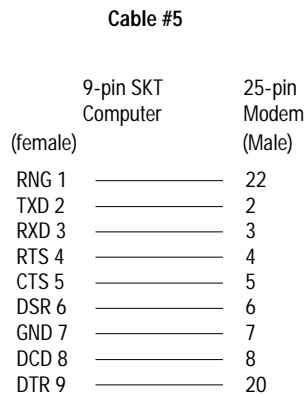 Cable #5
9-pin SKT 25-pin
Computer Modem
(female) (Male)
RNG 1 22
TXD 2 2
RXD 3 3
RTS 4 4
CTS 5 5
DSR 6 6
GND 7 7
DCD 8 8
DTR 9 20